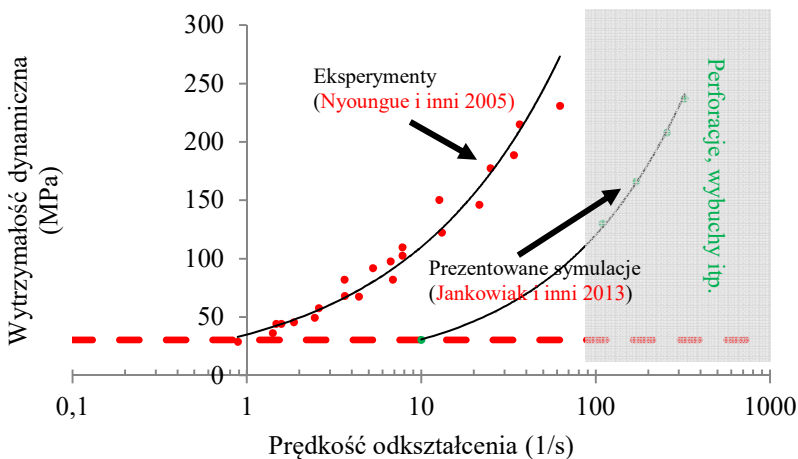 300
250
200
150
100
50
0
0,1
1
10
100
1000
Wytrzymałość dynamiczna
(MPa)
Prędkość odkształcenia (1/s)
Eksperymenty
(Nyoungue i inni 2005)
Prezentowane symulacje
(Jankowiak i inni 2013)
Perforacje, wybuchy itp.